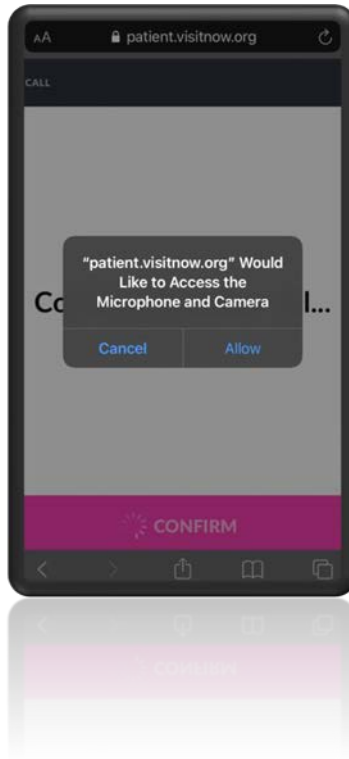 AA patient.visitnow.org
CALL
"patient.visitnow.org" Would
Like to Access the
Microphone and Camera
Cancel Allow
CONFIRM